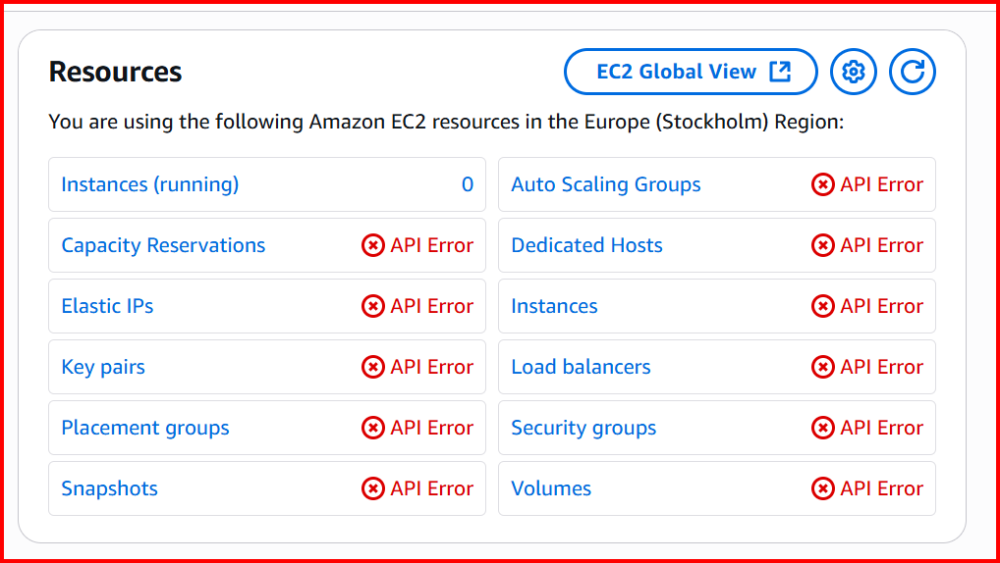 Resources
EC2 Global View
You are using the following Amazon EC2 resources in the Europe (Stockholm) Region:
Instances (running) 0
Auto Scaling Groups API Error
Capacity Reservations API Error
Dedicated Hosts API Error
Elastic IPs API Error
Instances API Error
Key pairs API Error
Load balancers API Error
Placement groups API Error
Security groups API Error
Snapshots API Error
Volumes API Error